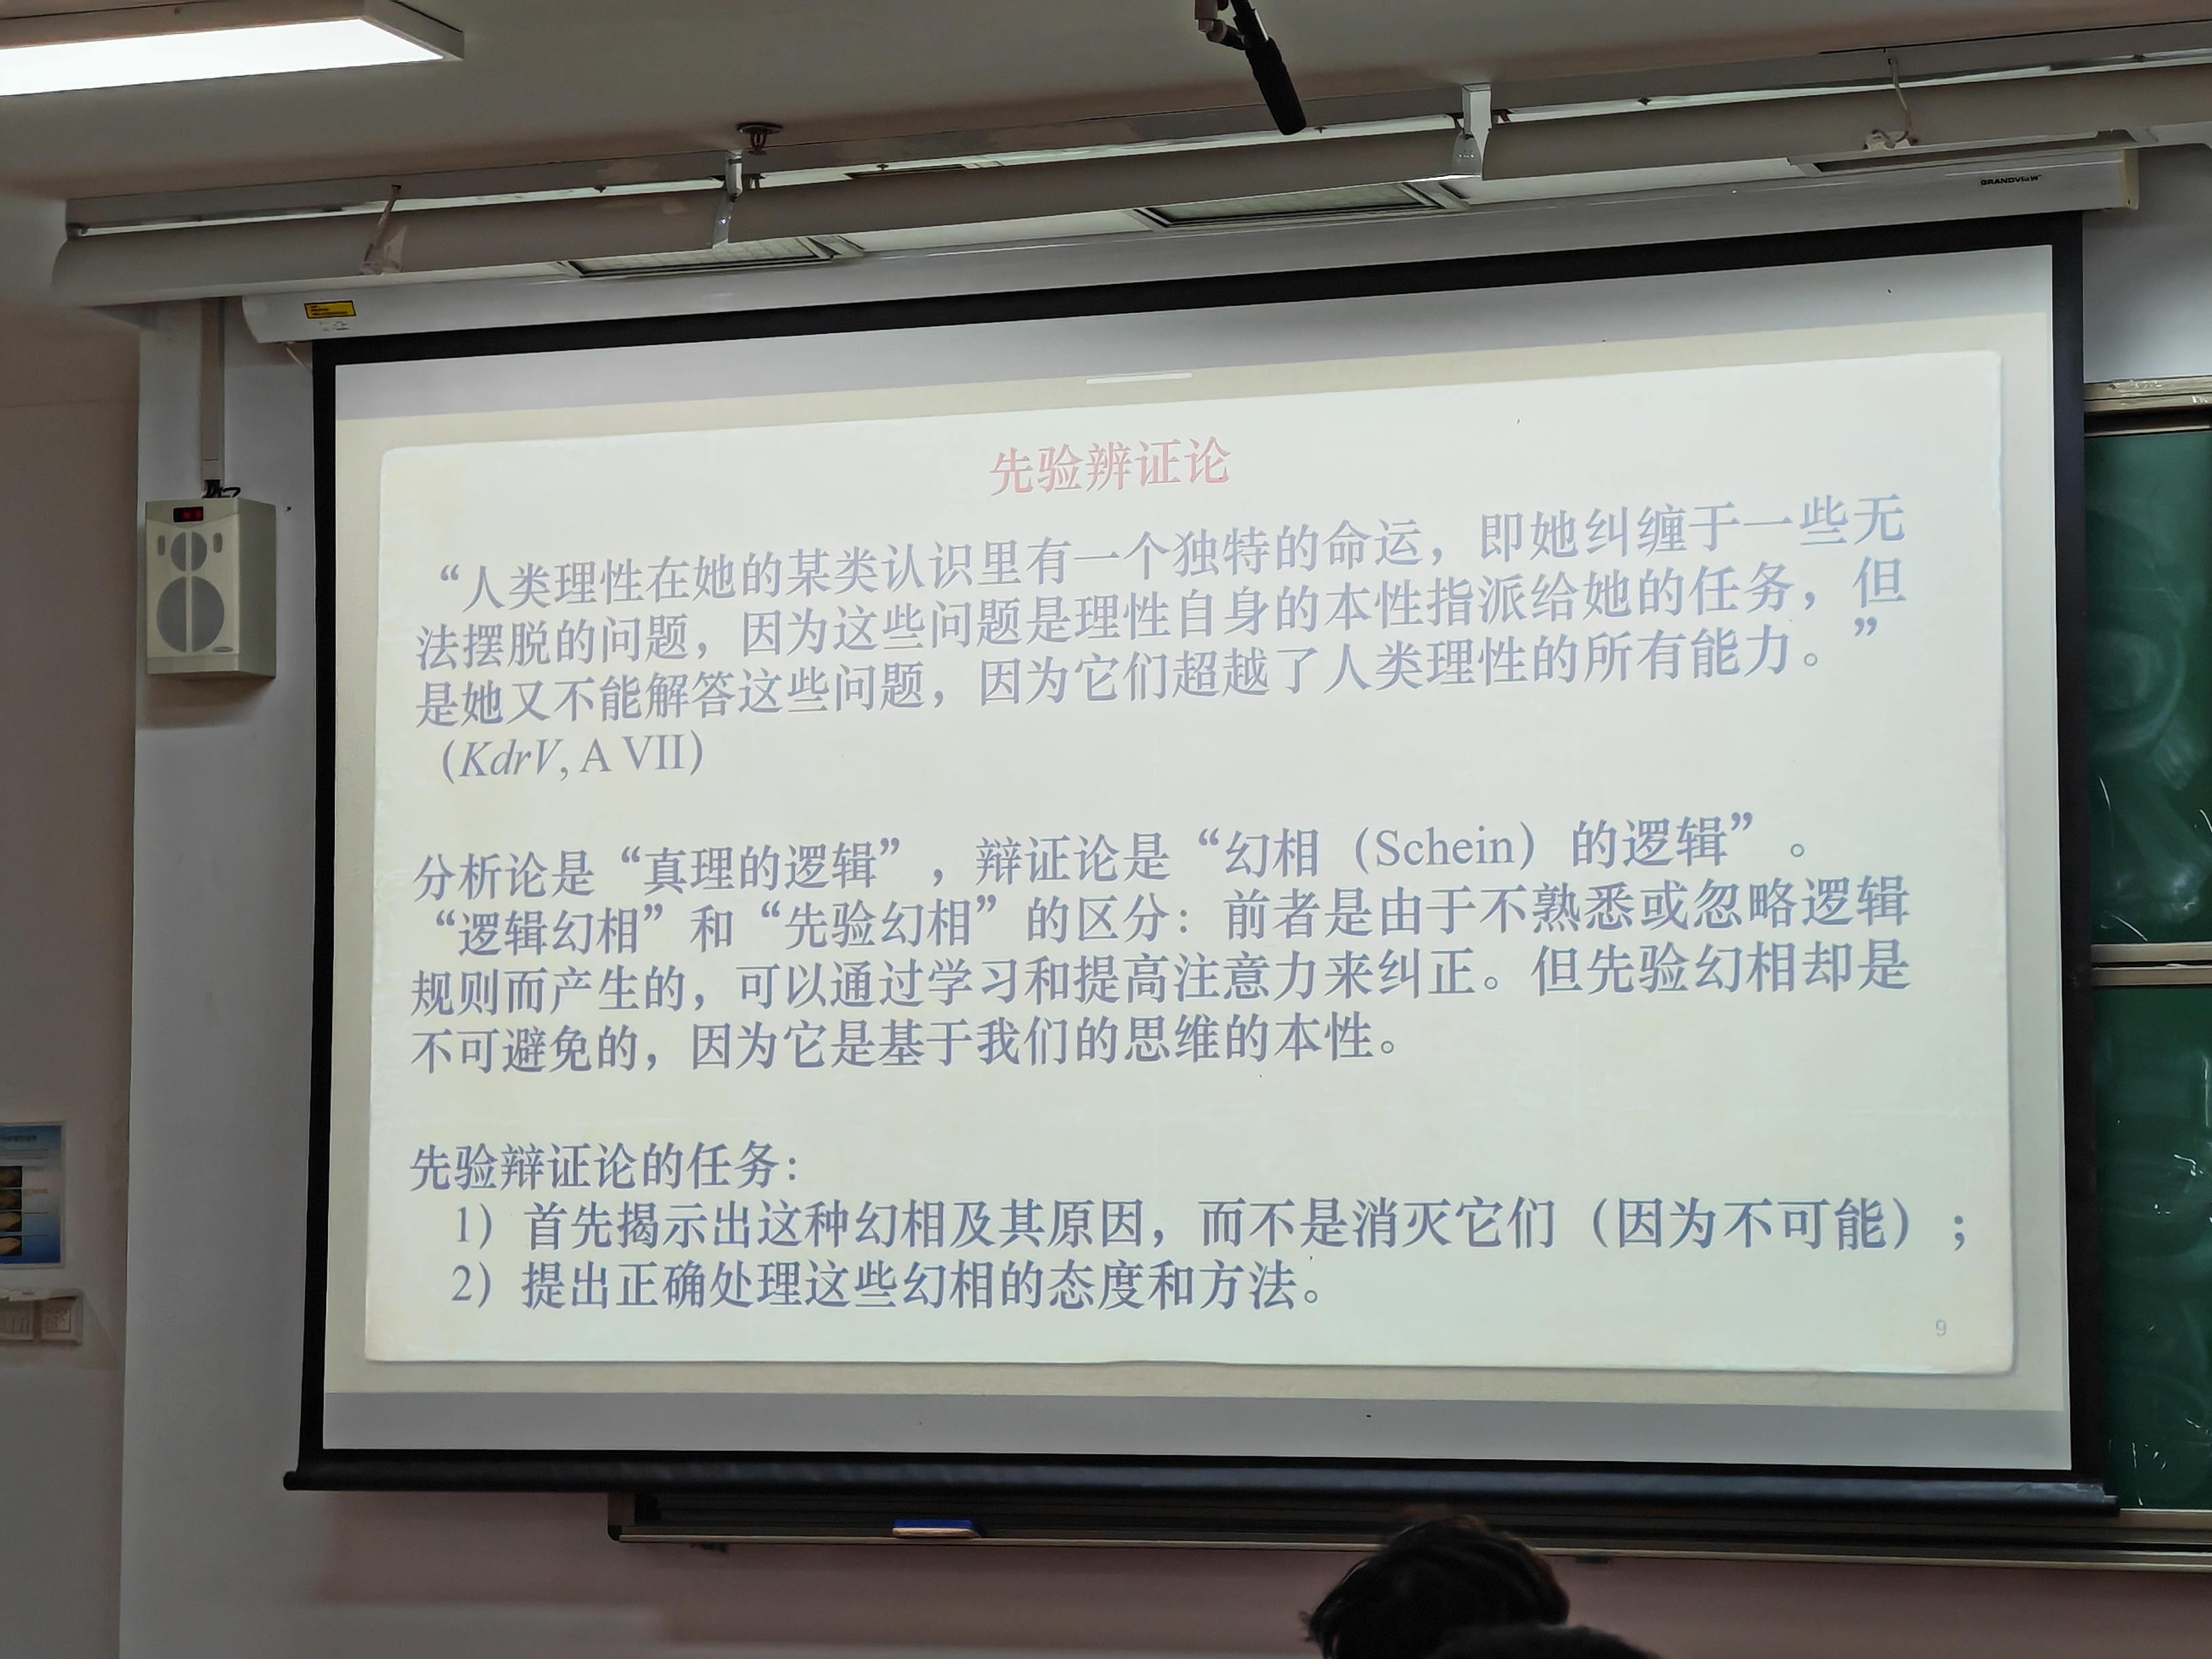 GRANDVIEW
先验辨证论
“人类理性在她的某类认识里有一个独特的命运，即她纠缠于一些无
法摆脱的问题，因为这些问题是理性自身的本性指派给她的任务，但
是她又不能解答这些问题，因为它们超越了人类理性的所有能力。”
（KdrV, A VII）
分析论是“真理的逻辑”，辩证论是“幻相（Schein）的逻辑”。
“逻辑幻相”和“先验幻相”的区分：前者是由于不熟悉或忽略逻辑
规则而产生的，可以通过学习和提高注意力来纠正。但先验幻相却是
不可避免的，因为它是基于我们的思维的本性。
先验辩证论的任务：
1）首先揭示出这种幻相及其原因，而不是消灭它们（因为不可能）；
2）提出正确处理这些幻相的态度和方法。
9